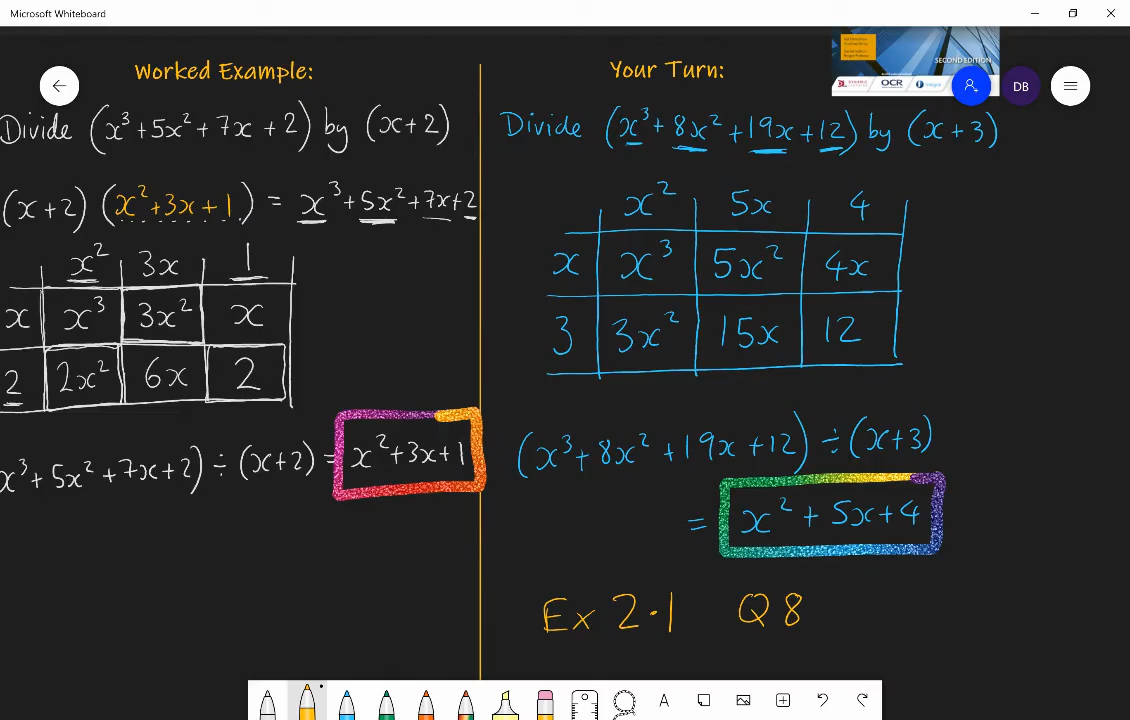 Microsoft Whiteboard
SECOND EDITION
OCR
DB
Worked Example:
Divide (x³ + 5x² + 7x + 2) by (x + 2)
(x + 2) (x² + 3x + 1) = x³ + 5x² + 7x + 2
x² 3x 1
x x³ 3x² x
2 2x² 6x 2
x³ + 5x² + 7x + 2) ÷ (x + 2) = x² + 3x + 1
Your Turn:
Divide (x³ + 8x² + 19x + 12) by (x + 3)
x² 5x 4
x x³ 5x² 4x
3 3x² 15x 12
(x³ + 8x² + 19x + 12) ÷ (x + 3)
= x² + 5x + 4
Ex 2.1 Q 8
A